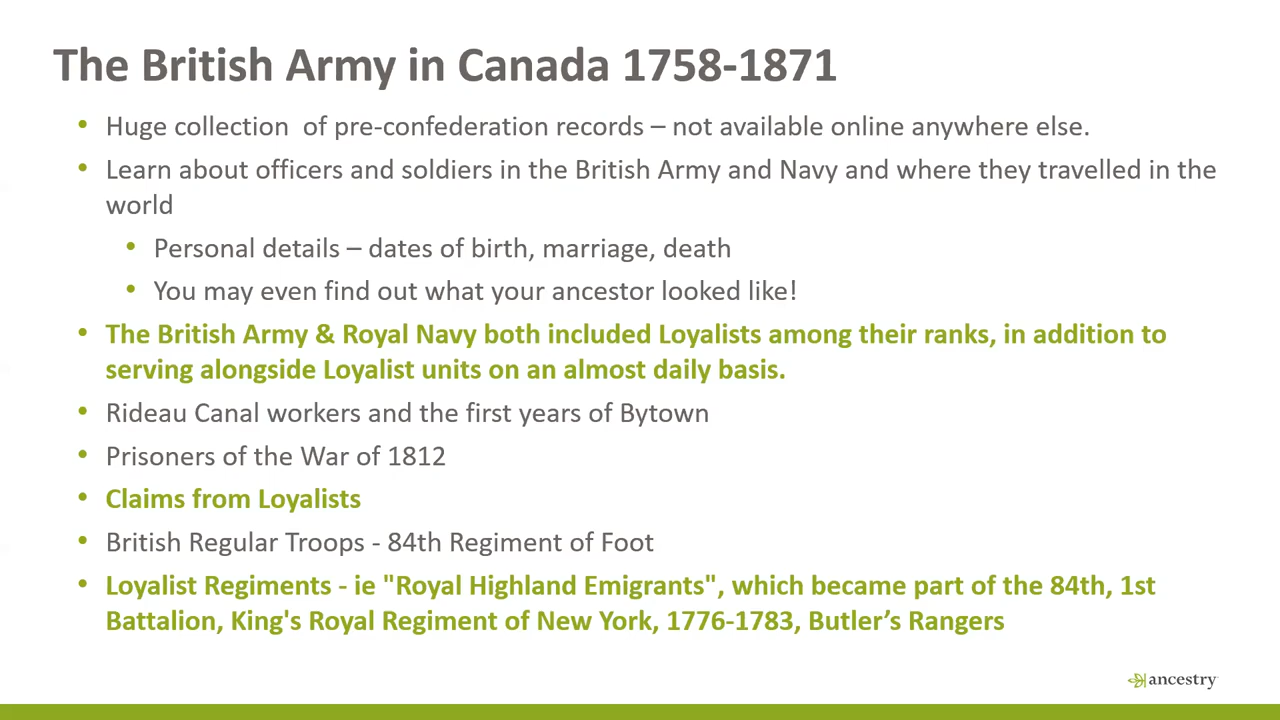 The British Army in Canada 1758-1871
• Huge collection  of pre-confederation records – not available online anywhere else.
• Learn about officers and soldiers in the British Army and Navy and where they travelled in the
world
• Personal details – dates of birth, marriage, death
• You may even find out what your ancestor looked like!
• The British Army & Royal Navy both included Loyalists among their ranks, in addition to
serving alongside Loyalist units on an almost daily basis.
• Rideau Canal workers and the first years of Bytown
• Prisoners of the War of 1812
• Claims from Loyalists
• British Regular Troops - 84th Regiment of Foot
• Loyalist Regiments - ie "Royal Highland Emigrants", which became part of the 84th, 1st
Battalion, King's Royal Regiment of New York, 1776-1783, Butler’s Rangers
ancestry